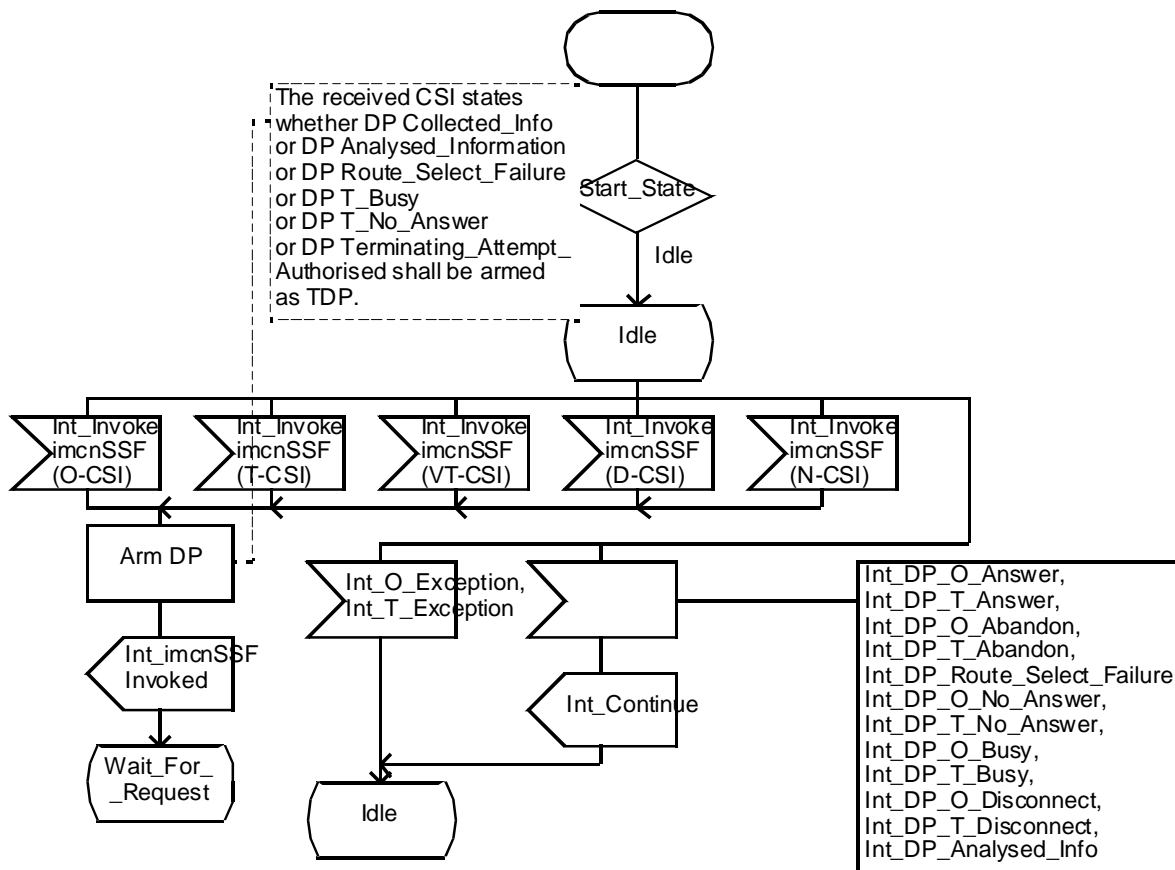 The received CSI states
whether DP Collected_Info
or DP Analysed_Information
or DP Route_Select_Failure
or DP T_Busy
or DP T_No_Answer
or DP Terminating_Attempt_
Authorised shall be armed
as TDP.
Start_State
Idle
Idle
Int_Invoke
imcnSSF
(O-CSI)
Int_Invoke
imcnSSF
(T-CSI)
Int_Invoke
imcnSSF
(VT-CSI)
Int_Invoke
imcnSSF
(D-CSI)
Int_Invoke
imcnSSF
(N-CSI)
Arm DP
Int_imcnSSF
Invoked
Wait_For_
_Request
Int_O_Exception,
Int_T_Exception
Int_Continue
Idle
Int_DP_O_Answer,
Int_DP_T_Answer,
Int_DP_O_Abandon,
Int_DP_T_Abandon,
Int_DP_Route_Select_Failure
Int_DP_O_No_Answer,
Int_DP_T_No_Answer,
Int_DP_O_Busy,
Int_DP_T_Busy,
Int_DP_O_Disconnect,
Int_DP_T_Disconnect,
Int_DP_Analysed_Info